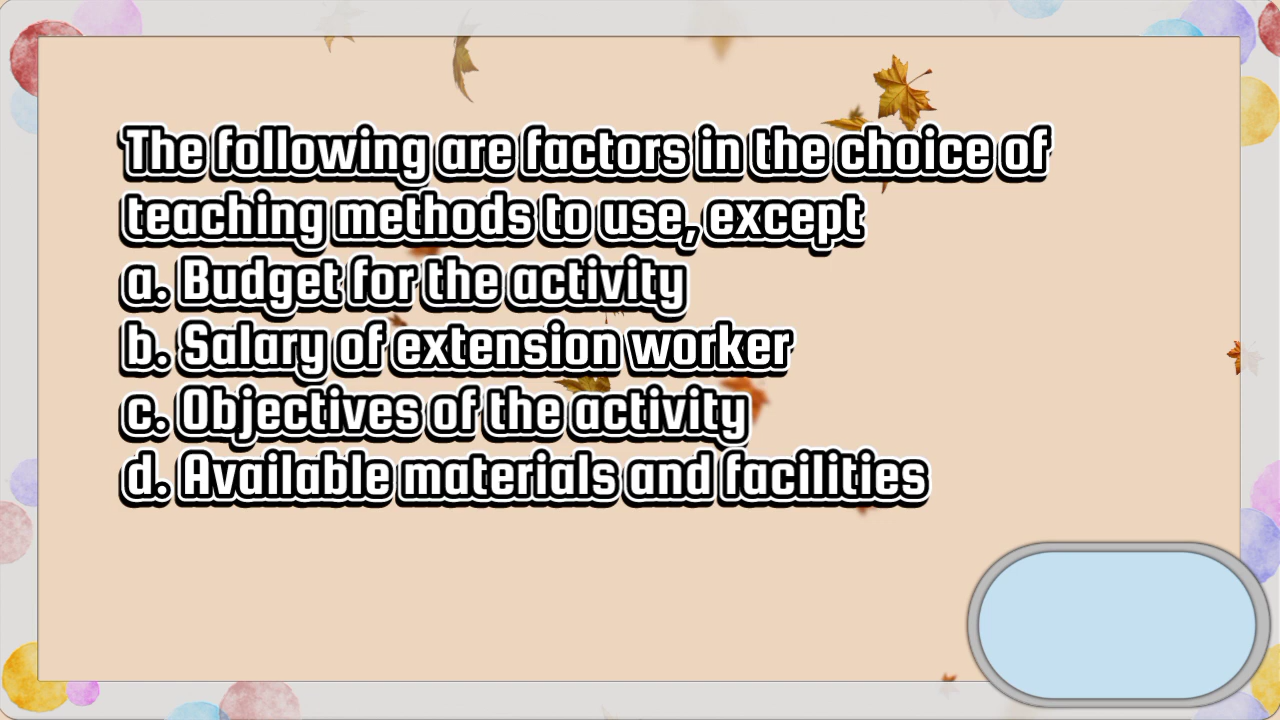 The following are factors in the choice of
teaching methods to use, except
a. Budget for the activity
b. Salary of extension worker
c. Objectives of the activity
d. Available materials and facilities